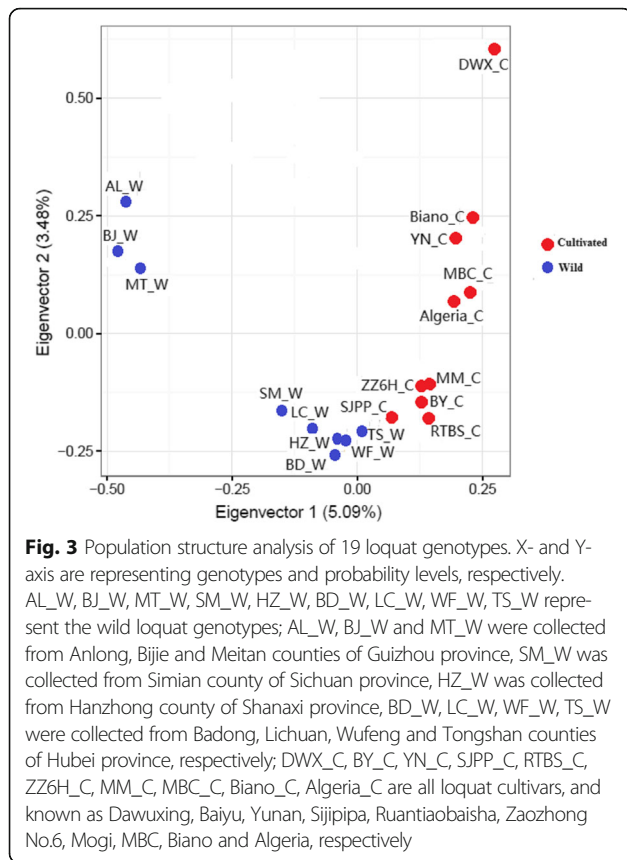 DWX_C
0.50
AL_W
0.25
Biano_C
BJ_W
YN_C
Cultivated
Wild
MT_W
MBC_C
Eigenvector 2 (3.48%)
Algeria_C
0.00
ZZ6H_C
MM_C
SM_W
SJPP_C
BY_C
LC_W
RTBS_C
HZ_W
TS_W
-0.25
BD_W
WF_W
-0.50
-0.25
0.00
0.25
Eigenvector 1 (5.09%)
Fig. 3 Population structure analysis of 19 loquat genotypes. X- and Y-
axis are representing genotypes and probability levels, respectively.
AL_W, BJ_W, MT_W, SM_W, HZ_W, BD_W, LC_W, WF_W, TS_W repre-
sent the wild loquat genotypes; AL_W, BJ_W and MT_W were collected
from Anlong, Bijie and Meitan counties of Guizhou province, SM_W was
collected from Simian county of Sichuan province, HZ_W was collected
from Hanzhong county of Shanaxi province, BD_W, LC_W, WF_W, TS_W
were collected from Badong, Lichuan, Wufeng and Tongshan counties
of Hubei province, respectively; DWX_C, BY_C, YN_C, SJPP_C, RTBS_C,
ZZ6H_C, MM_C, MBC_C, Biano_C, Algeria_C are all loquat cultivars, and
known as Dawuxing, Baiyu, Yunan, Sijipipa, Ruantiaobaisha, Zaozhong
No.6, Mogi, MBC, Biano and Algeria, respectively